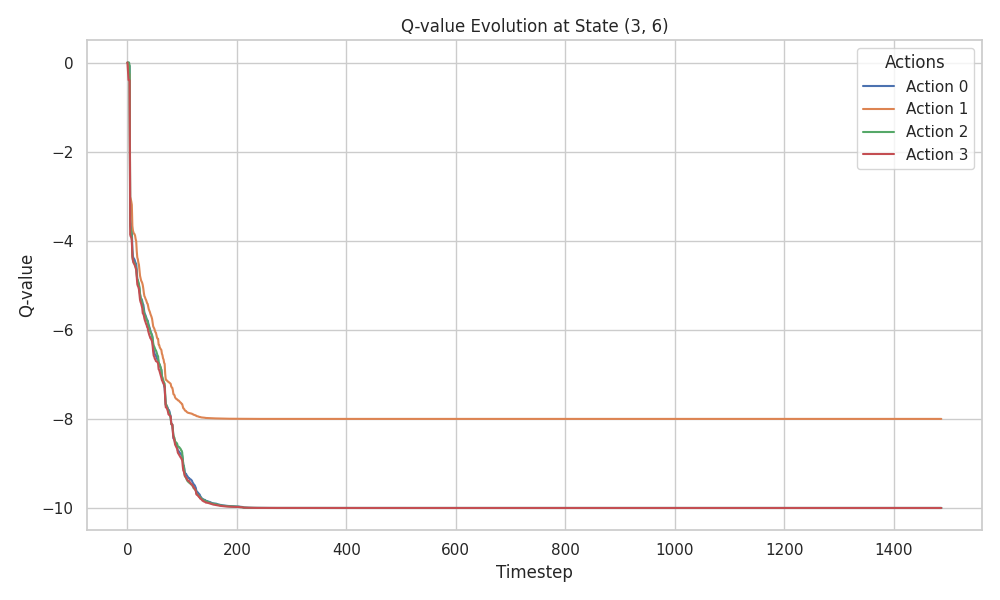 Q-value Evolution at State (3, 6)
Actions
Action 0
Action 1
Action 2
Action 3
Q-value
0
−2
−4
−6
−8
−10
0 200 400 600 800 1000 1200 1400
Timestep